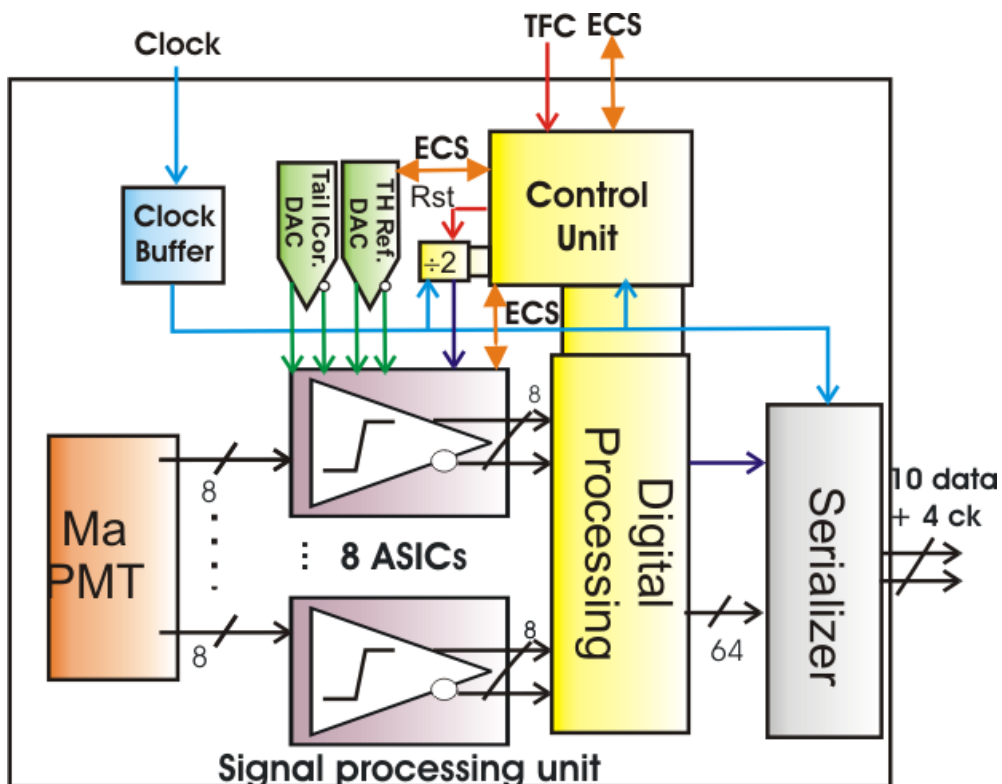 TFC ECS
Clock
ECS
Rst
Tail ICor.
DAC
TH Ref.
DAC
Control
Unit
Clock
Buffer
÷2
ECS
8
8
Ma
PMT
8 ASICs
8
8
Digital
Processing
64
Serializer
10 data
+ 4 ck
Signal processing unit